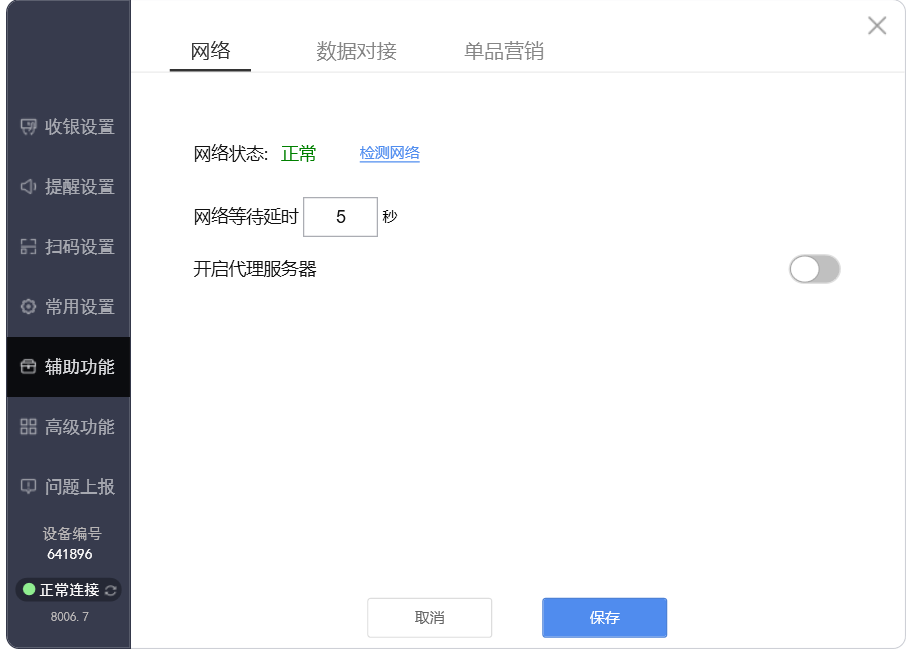 网络
数据对接
单品营销
收银设置
提醒设置
扫码设置
常用设置
辅助功能
高级功能
问题上报
设备编号
641896
正常连接
8006.7
网络状态: 正常 检测网络
网络等待延时 5 秒
开启代理服务器
取消
保存